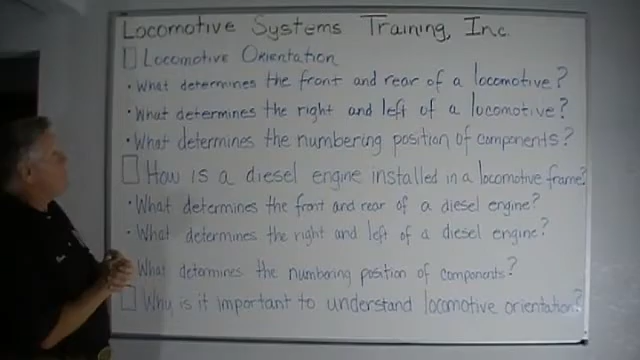 Locomotive Systems Training, Inc.
Locomotive Orientation
• What determines the front and rear of a locomotive?
• What determines the right and left of a locomotive?
• What determines the numbering position of components?
How is a diesel engine installed in a locomotive frame?
• What determines the front and rear of a diesel engine?
• What determines the right and left of a diesel engine?
What determines the numbering position of components?
Why is it important to understand locomotive orientation?